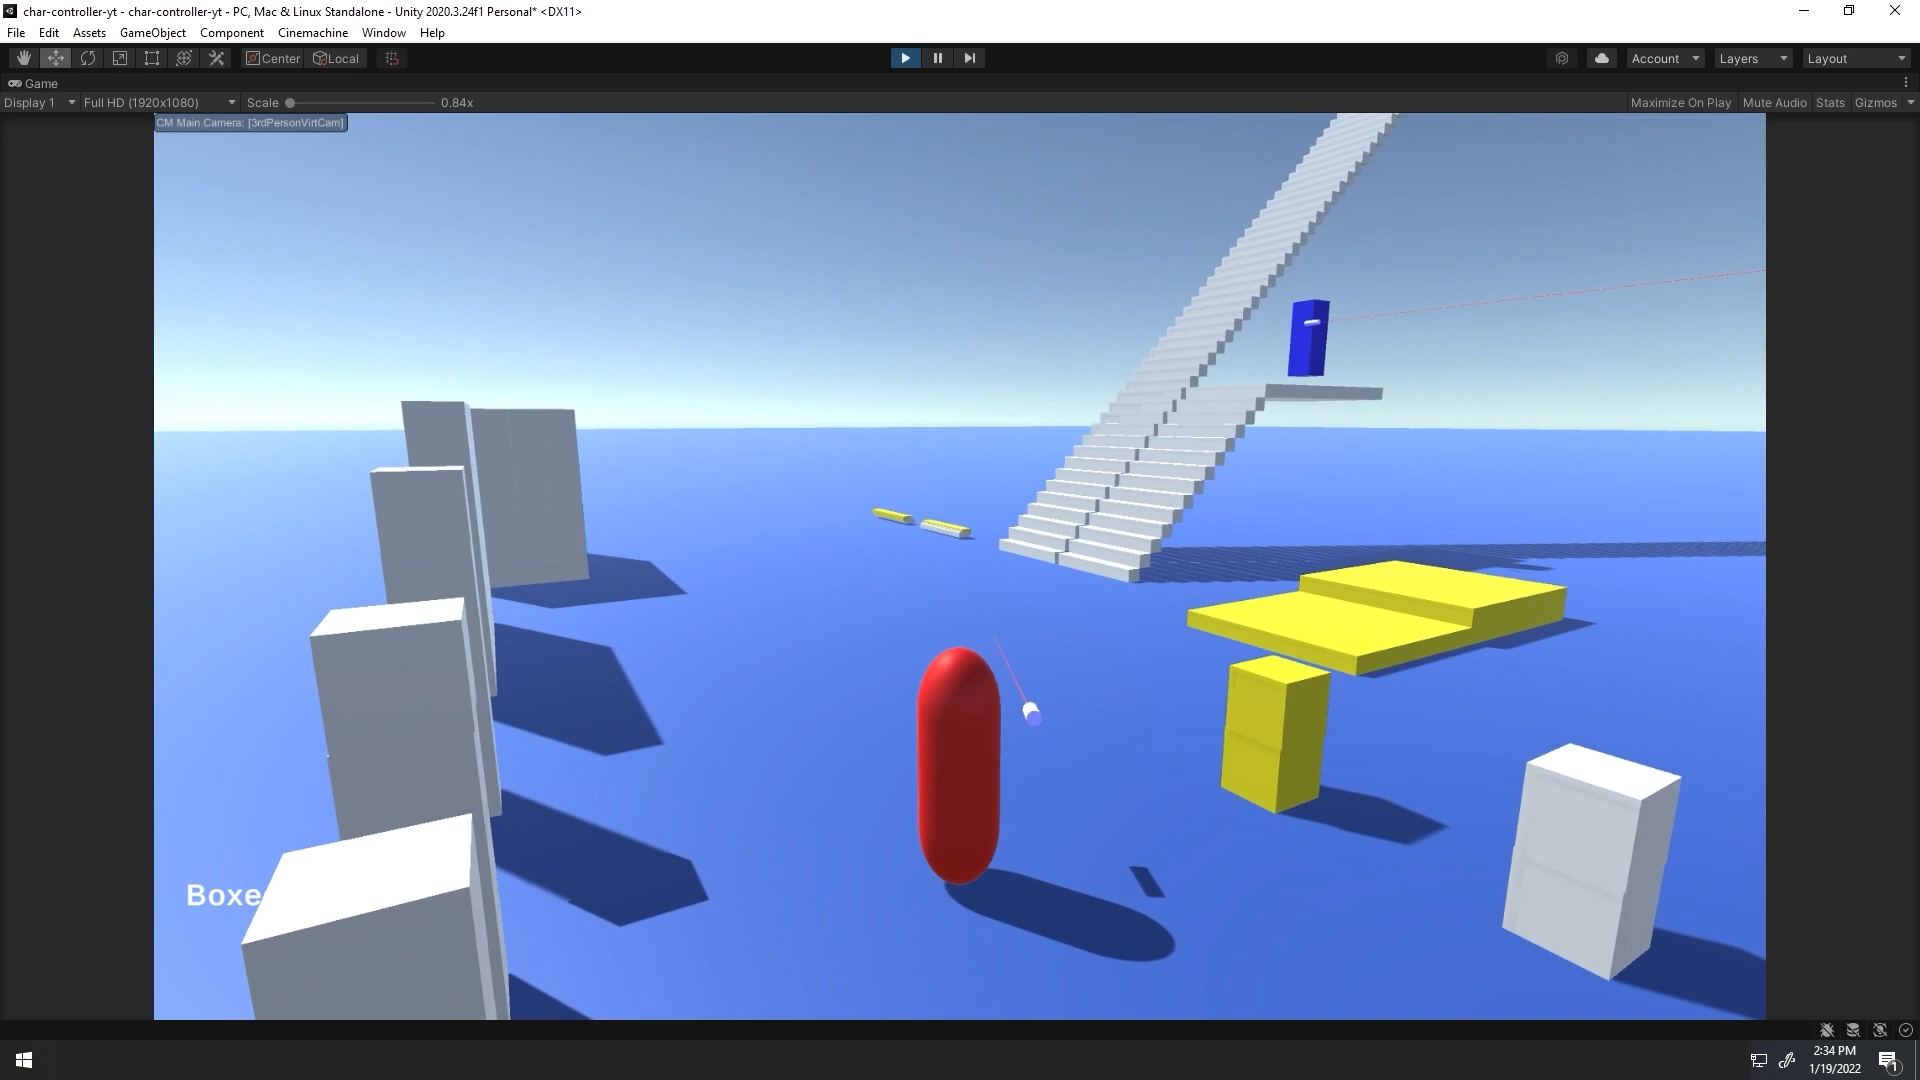 char-controller-yt - char-controller-yt - PC, Mac & Linux Standalone - Unity 2020.3.24f1 Personal* <DX11>
File Edit Assets GameObject Component Cinemachine Window Help
Center Local Account Layers Layout
Game
Display 1 Full HD (1920x1080) Scale 0.84x Maximize On Play Mute Audio Stats Gizmos
CM Main Camera: [3rdPersonVirtCam]
Boxe
2:34 PM
1/19/2022
1